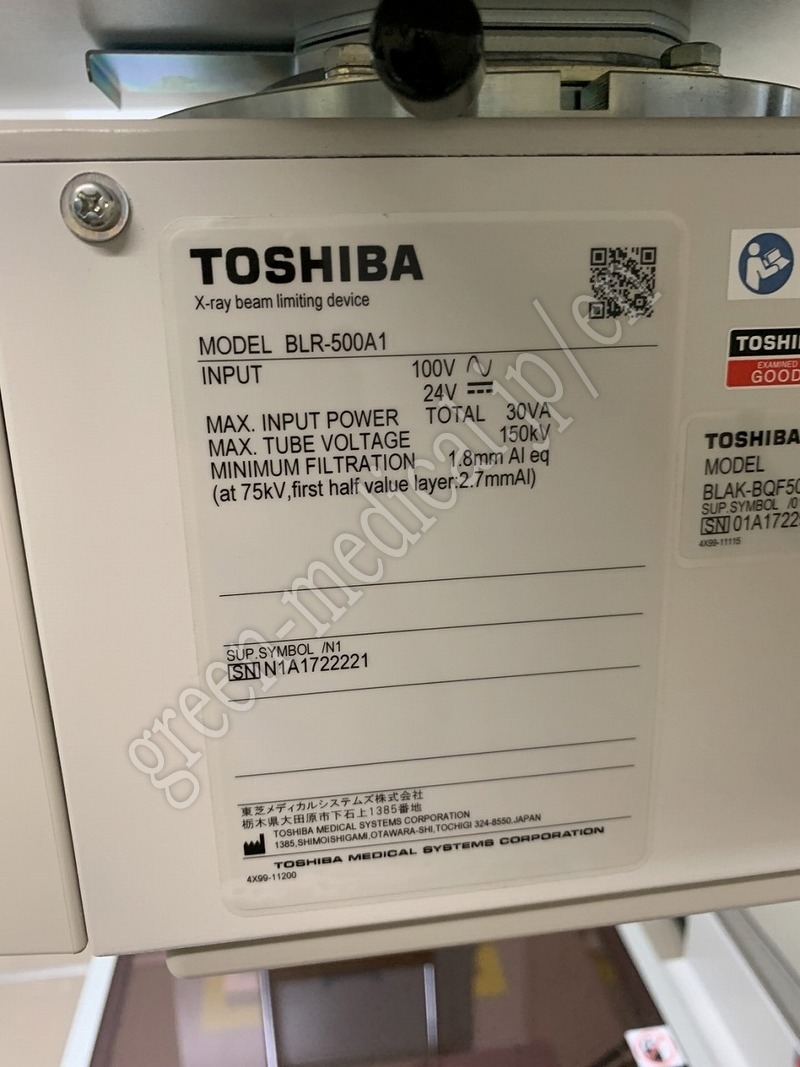 TOSHIBA
X-ray beam limiting device
MODEL BLR-500A1
INPUT 100V
24V
MAX. INPUT POWER TOTAL 30VA
MAX. TUBE VOLTAGE 150kV
MINIMUM FILTRATION 1.8mm Al eq
(at 75kV,first half value layer:2.7mmAl)
SUP.SYMBOL /N1
SN N1A1722221
東芝メディカルシステムズ株式会社
栃木県大田原市下石上1385番地
TOSHIBA MEDICAL SYSTEMS CORPORATION
1385,SHIMOISHIGAMI,OTAWARA-SHI,TOCHIGI 324-8550,JAPAN
TOSHIBA MEDICAL SYSTEMS CORPORATION
4X99-11200
TOSHI
EXAMINED
GOOD
TOSHIBA
MODEL
BLAK-BQF50
SUP.SYMBOL /01
SN 01A1722
4X99-11115
green-medical.jp/cn